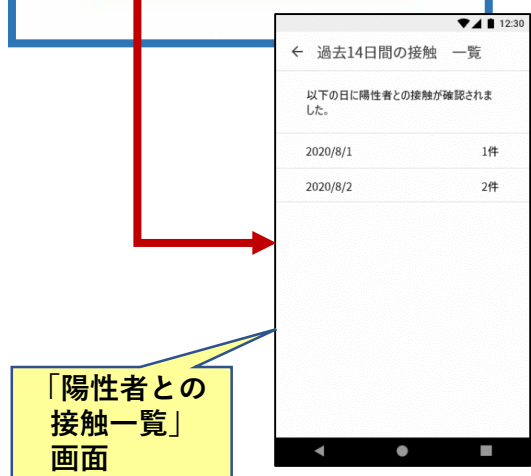 12:30
← 過去14日間の接触 一覧
以下の日に陽性者との接触が確認されま
した。
2020/8/1 1件
2020/8/2 2件
「陽性者との
接触一覧」
画面